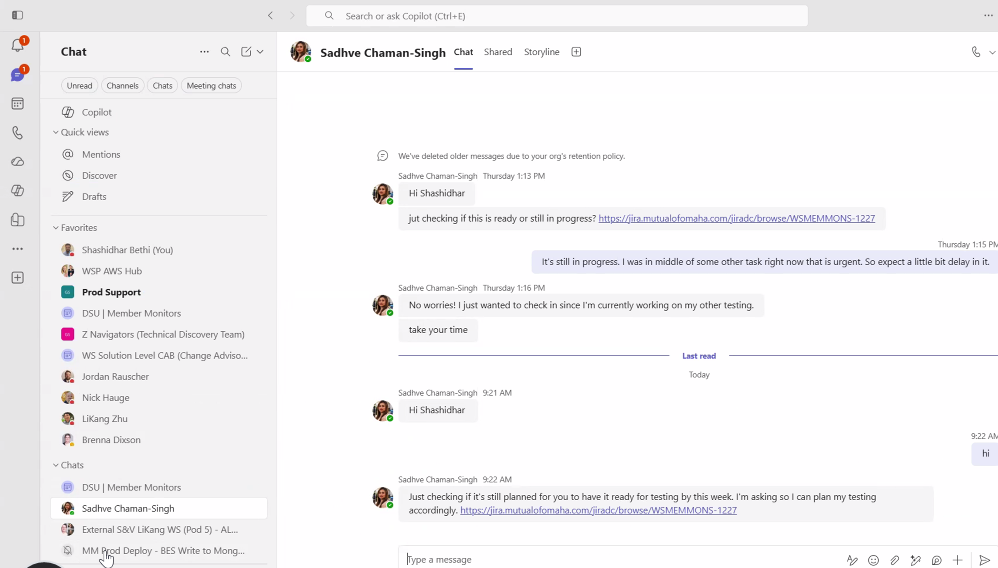 Search or ask Copilot (Ctrl+E)
1
1
Chat
Unread
Channels
Chats
Meeting chats
Copilot
Quick views
Mentions
Discover
Drafts
Favorites
Shashidhar Bethi (You)
WSP AWS Hub
Prod Support
DSU | Member Monitors
Z Navigators (Technical Discovery Team)
WS Solution Level CAB (Change Adviso...
Jordan Rauscher
Nick Hauge
LiKang Zhu
Brenna Dixson
Chats
DSU | Member Monitors
Sadhve Chaman-Singh
External S&V LiKang WS (Pod 5) - AL...
MM Prod Deploy - BES Write to Mong...
Sadhve Chaman-Singh
Chat
Shared
Storyline
We've deleted older messages due to your org's retention policy.
Sadhve Chaman-Singh Thursday 1:13 PM
Hi Shashidhar
jut checking if this is ready or still in progress? https://jira.mutualofomaha.com/jiradc/browse/WSMEMMONS-1227
Thursday 1:15 PM
It's still in progress. I was in middle of some other task right now that is urgent. So expect a little bit delay in it.
Sadhve Chaman-Singh Thursday 1:16 PM
No worries! I just wanted to check in since I'm currently working on my other testing.
take your time
Last read
Today
Sadhve Chaman-Singh 9:21 AM
Hi Shashidhar
9:22 AM
hi
Sadhve Chaman-Singh 9:22 AM
Just checking if it's still planned for you to have it ready for testing by this week. I'm asking so I can plan my testing
accordingly. https://jira.mutualofomaha.com/jiradc/browse/WSMEMMONS-1227
Type a message